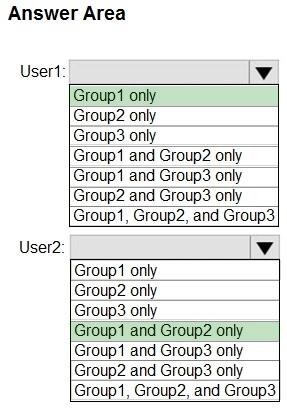 Answer Area
User1:
Group1 only
Group2 only
Group3 only
Group1 and Group2 only
Group1 and Group3 only
Group2 and Group3 only
Group1, Group2, and Group3
User2:
Group1 only
Group2 only
Group3 only
Group1 and Group2 only
Group1 and Group3 only
Group2 and Group3 only
Group1, Group2, and Group3